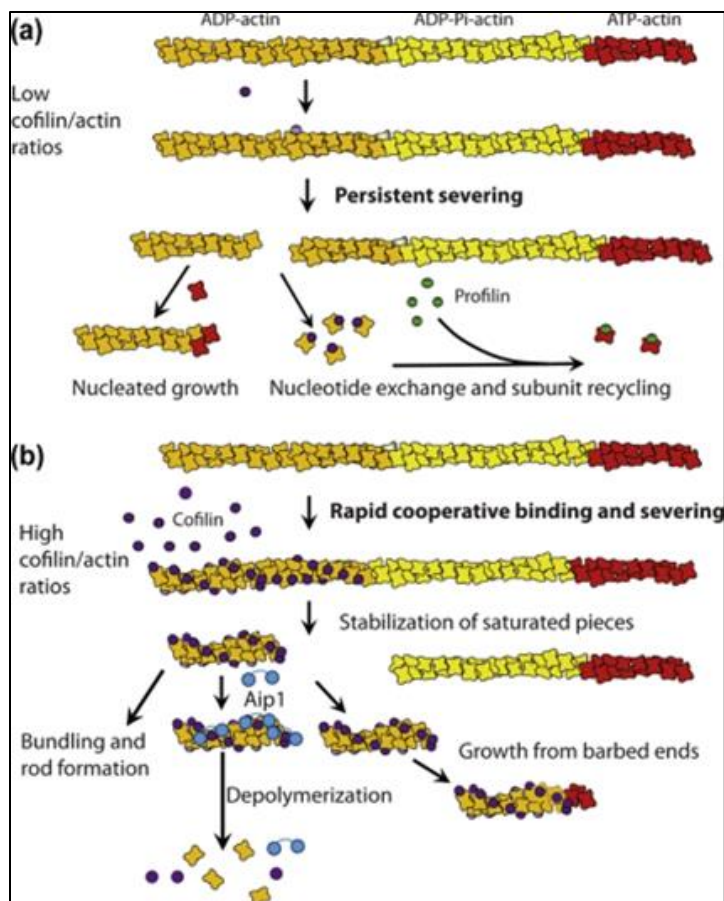 (a)
ADP-actin ADP-Pi-actin ATP-actin
Low
cofilin/actin
ratios
Persistent severing
Profilin
Nucleated growth
Nucleotide exchange and subunit recycling
(b)
High
cofilin/actin
ratios
Cofilin
Rapid cooperative binding and severing
Stabilization of saturated pieces
Aip1
Bundling and
rod formation
Growth from barbed ends
Depolymerization